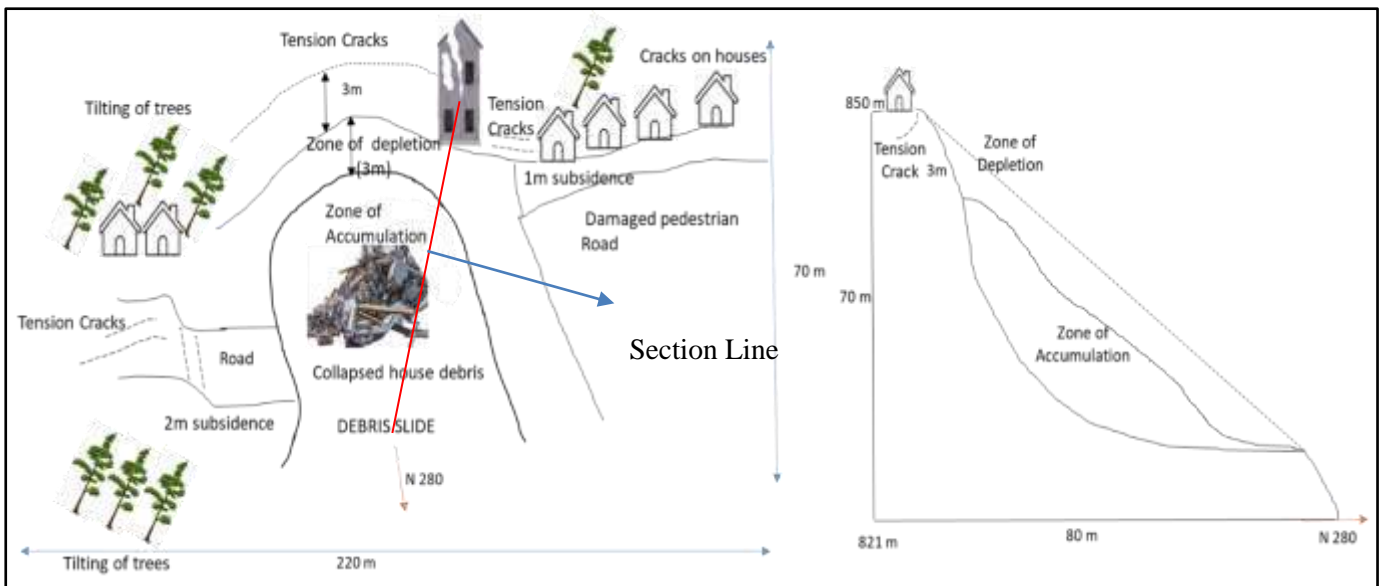 Tension Cracks
Cracks on houses
3m
Tilting of trees
Tension
Cracks
Zone of depletion
(3m)
1m subsidence
Zone of
Accumulation
Damaged pedestrian
Road
70 m
Tension Cracks
Road
Section Line
Collapsed house debris
2m subsidence
DEBRIS SLIDE
N 280
Tilting of trees
220 m
850 m
Tension
Crack 3m
Zone of
Depletion
70 m
Zone of
Accumulation
821 m
80 m
N 280